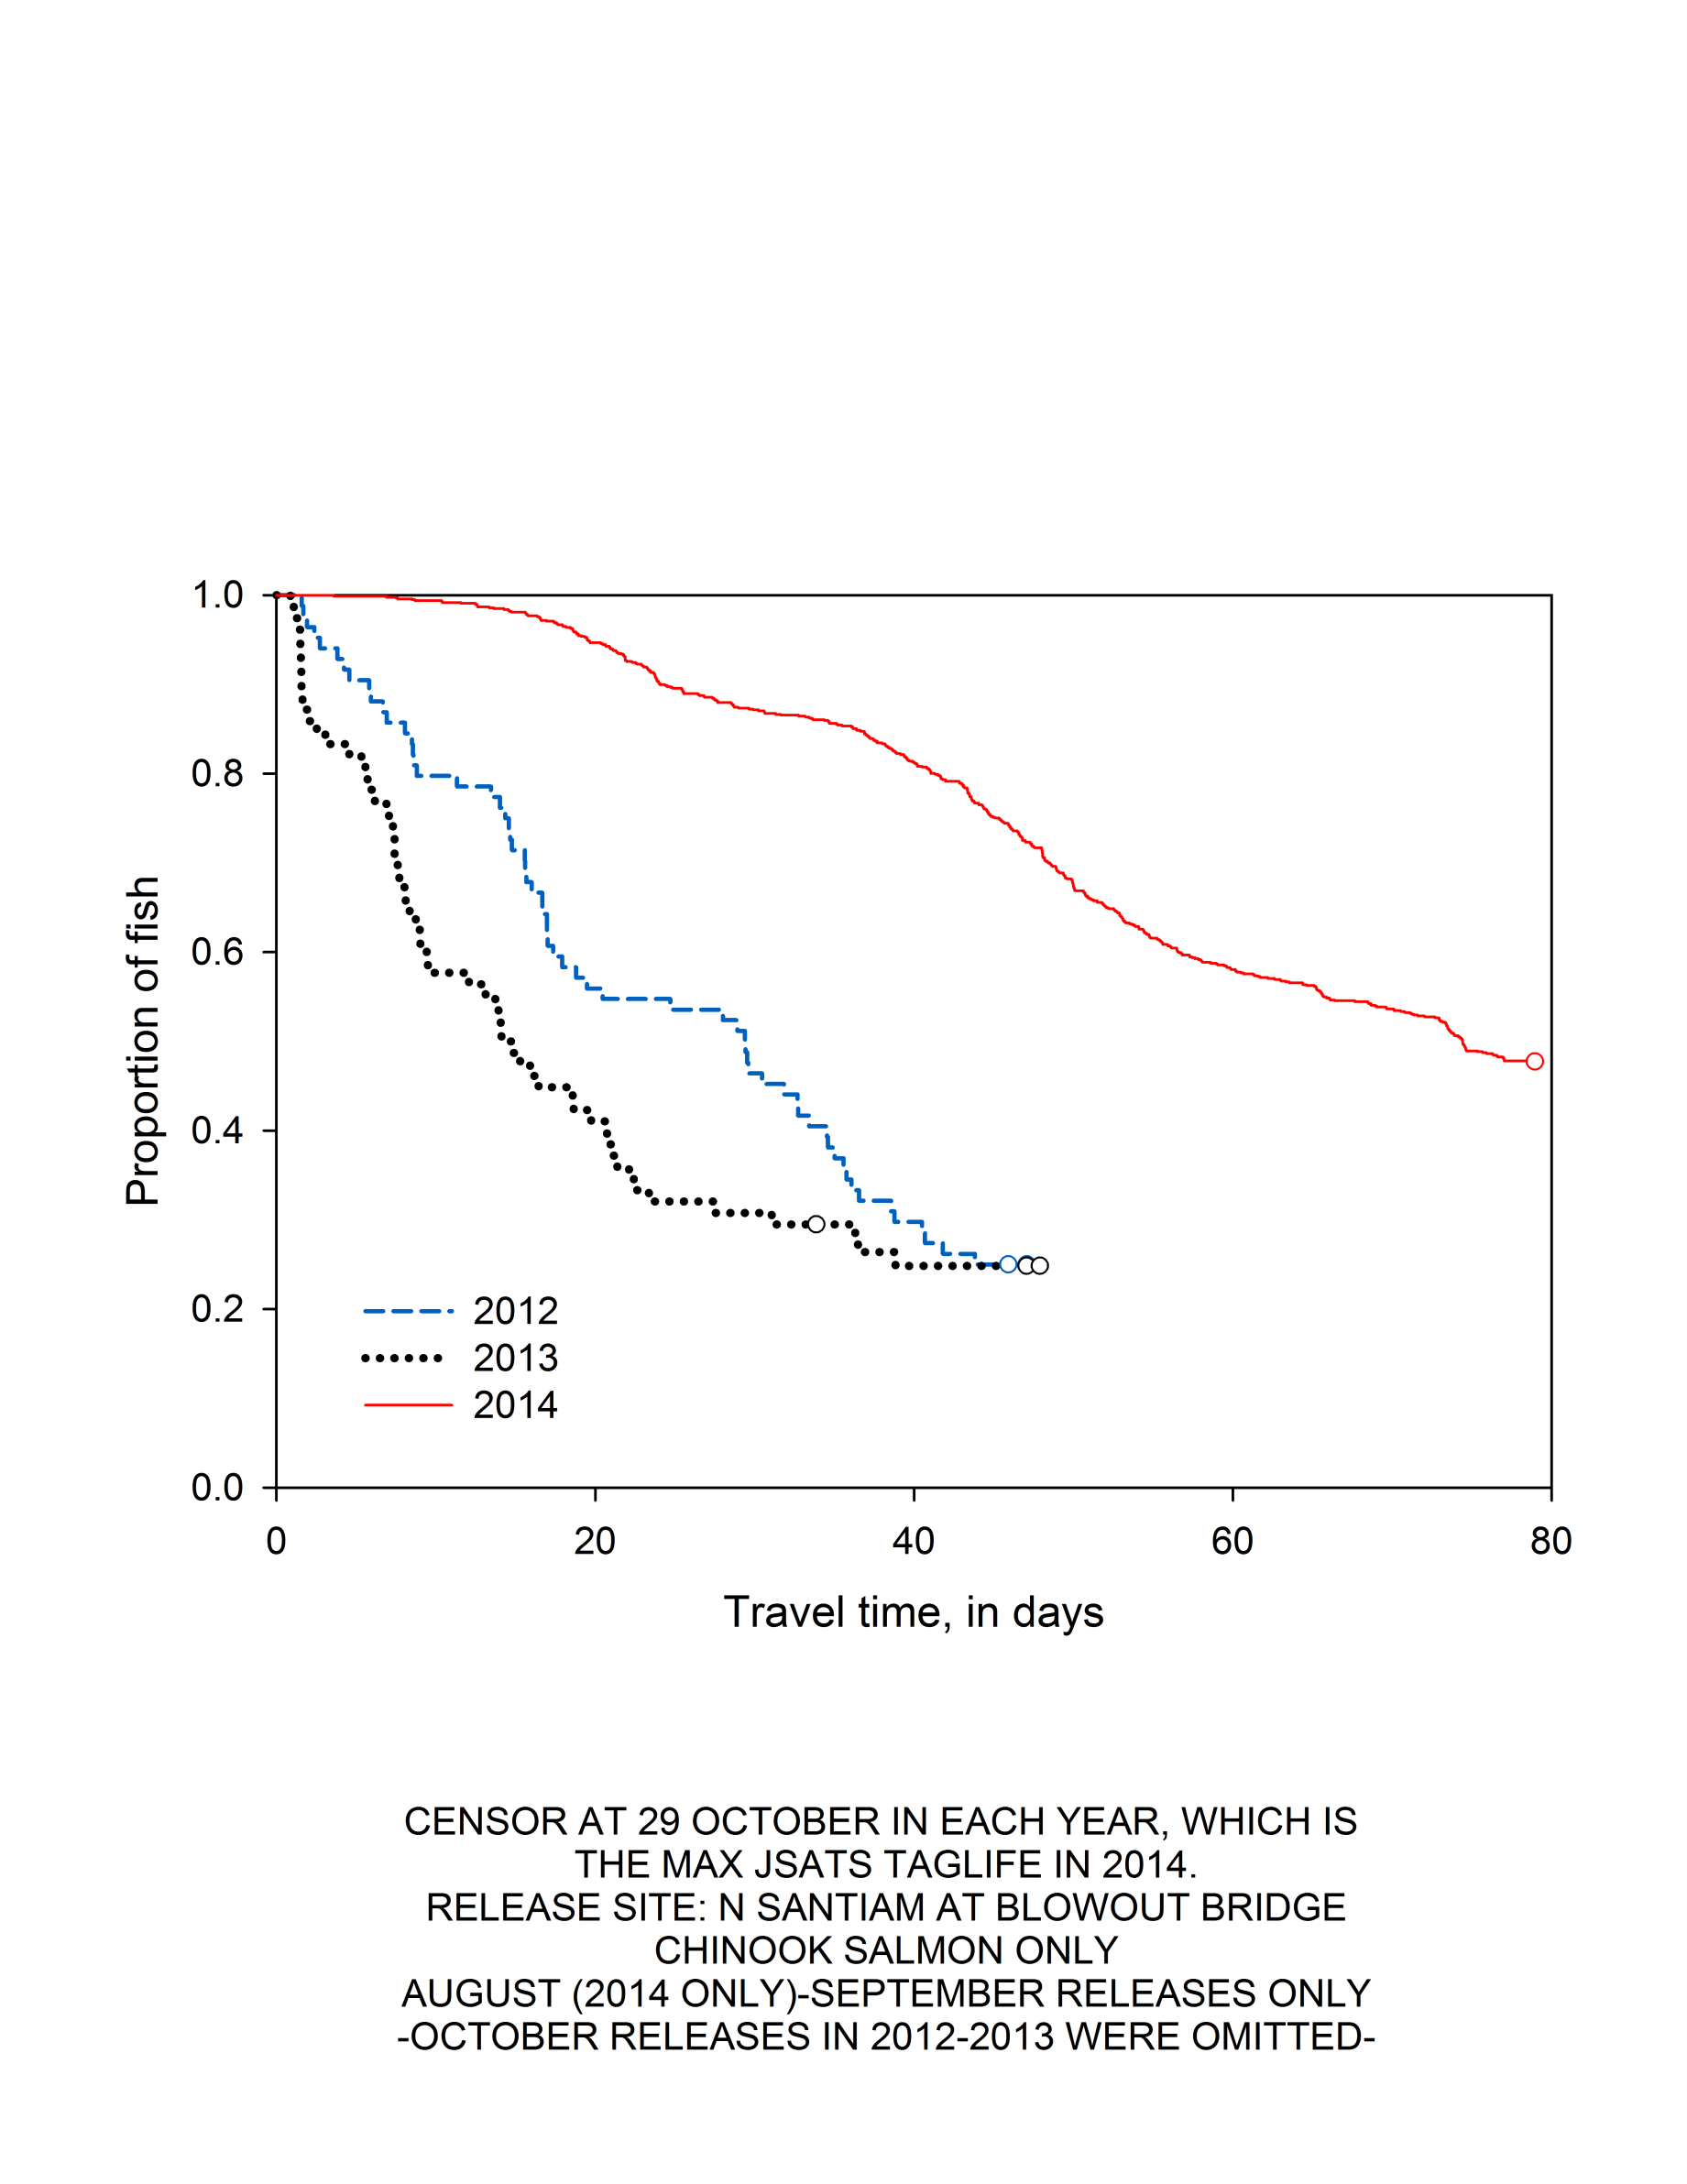 1.0
0.8
0.6
0.4
0.2
0.0
Proportion of fish
2012
2013
2014
0 20 40 60 80
Travel time, in days
CENSOR AT 29 OCTOBER IN EACH YEAR, WHICH IS
THE MAX JSATS TAGLIFE IN 2014.
RELEASE SITE: N SANTIAM AT BLOWOUT BRIDGE
CHINOOK SALMON ONLY
AUGUST (2014 ONLY)-SEPTEMBER RELEASES ONLY
-OCTOBER RELEASES IN 2012-2013 WERE OMITTED-